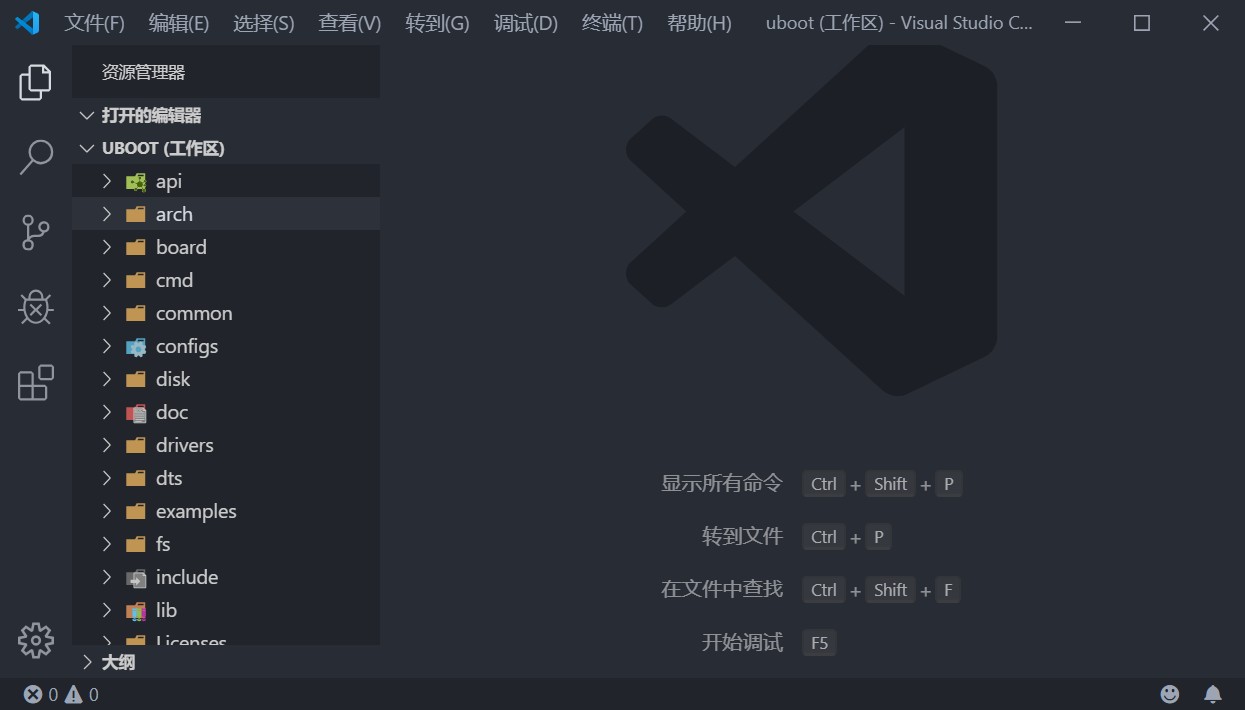 文件(F) 编辑(E) 选择(S) 查看(V) 转到(G) 调试(D) 终端(T) 帮助(H) uboot (工作区) - Visual Studio C...
资源管理器
打开的编辑器
UBOOT (工作区)
api
arch
board
cmd
common
configs
disk
doc
drivers
dts
examples
fs
include
lib
Licenses
大纲
显示所有命令 Ctrl + Shift + P
转到文件 Ctrl + P
在文件中查找 Ctrl + Shift + F
开始调试 F5
0 0